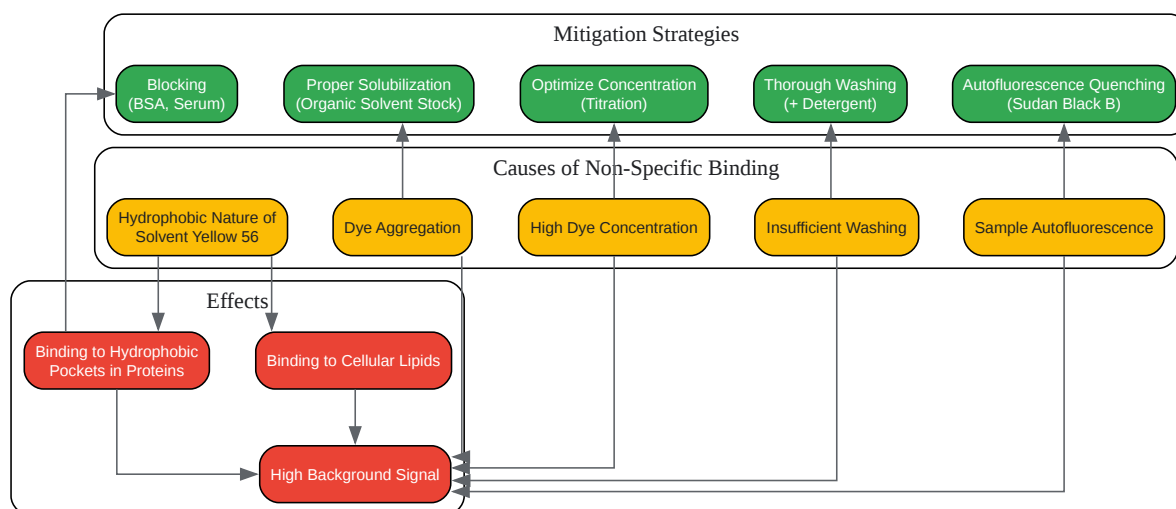 Mitigation Strategies
Blocking
(BSA, Serum)
Proper Solubilization
(Organic Solvent Stock)
Optimize Concentration
(Titration)
Thorough Washing
(+ Detergent)
Autofluorescence Quenching
(Sudan Black B)
Causes of Non-Specific Binding
Hydrophobic Nature of
Solvent Yellow 56
Dye Aggregation
High Dye Concentration
Insufficient Washing
Sample Autofluorescence
Effects
Binding to Hydrophobic
Pockets in Proteins
Binding to Cellular Lipids
High Background Signal